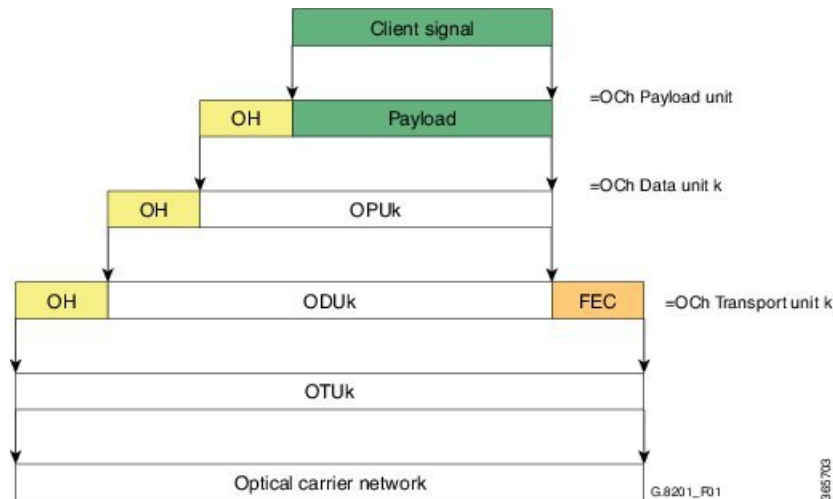 Client signal
=OCh Payload unit
OH Payload
=OCh Data unit k
OH OPUk
OH ODUk FEC =OCh Transport unit k
OTUk
Optical carrier network
G.8201_F01
365703